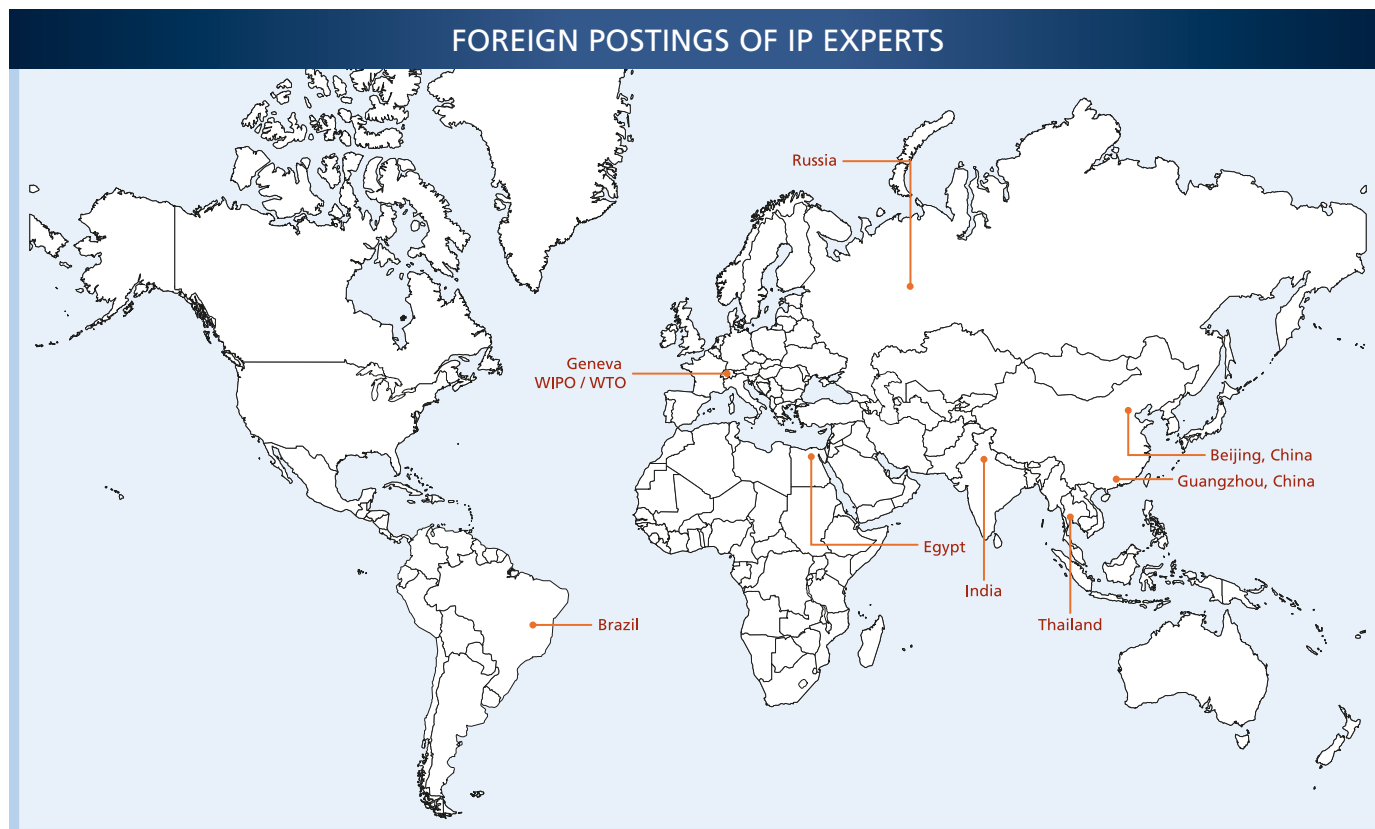 FOREIGN POSTINGS OF IP EXPERTS
Russia
Geneva
WIPO / WTO
Beijing, China
Guangzhou, China
Egypt
India
Brazil
Thailand